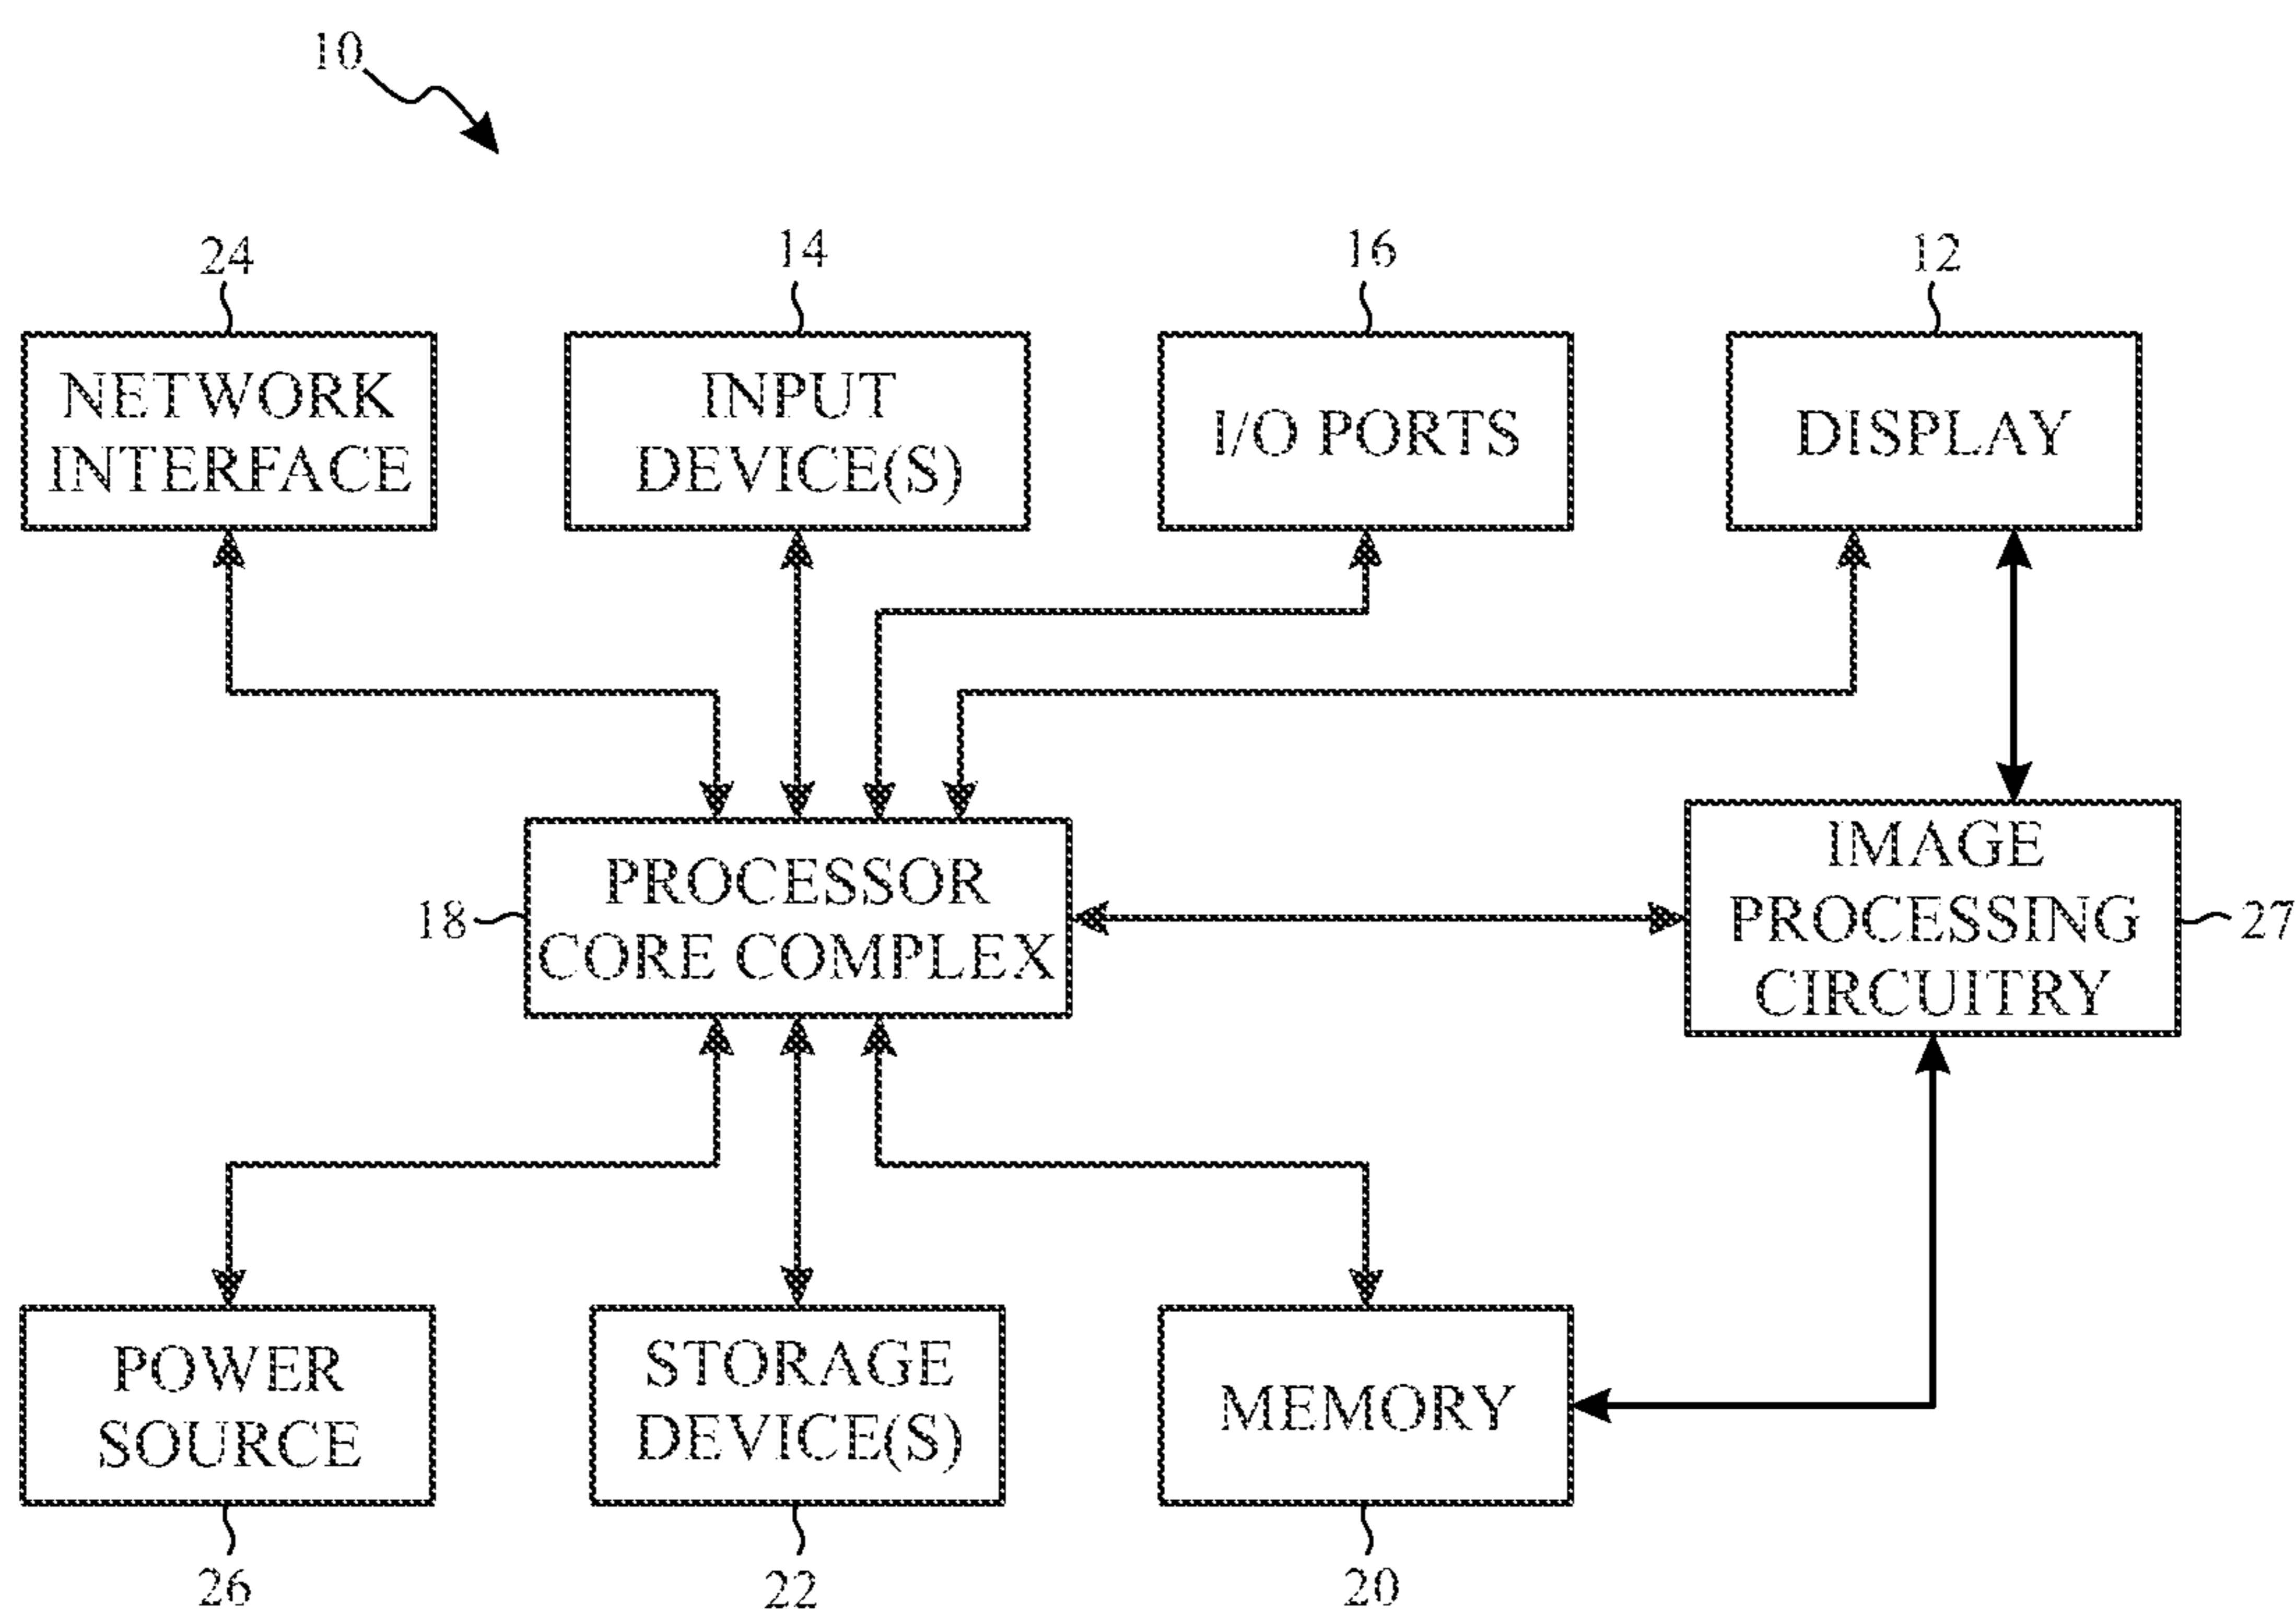 10
24
14
16
12
NETWORK
INTERFACE
INPUT
DEVICE(S)
I/O PORTS
DISPLAY
18
PROCESSOR
CORE COMPLEX
IMAGE
PROCESSING
CIRCUITRY
27
POWER
SOURCE
STORAGE
DEVICE(S)
MEMORY
26
22
20